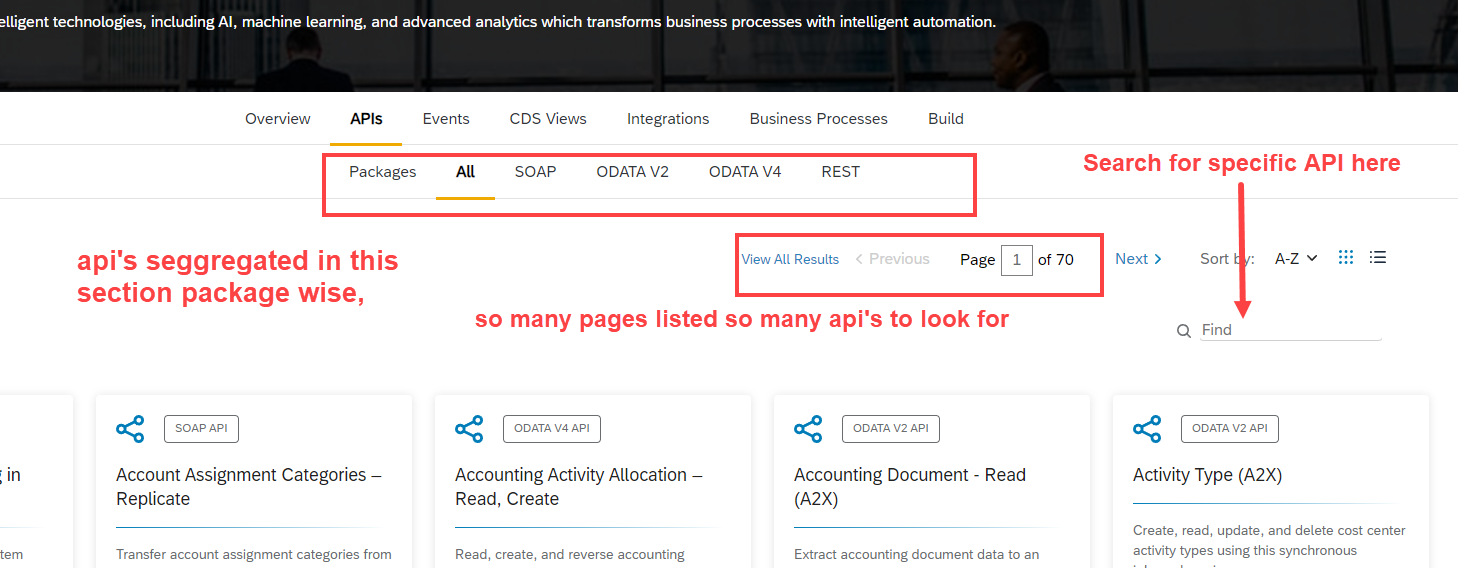 elligent technologies, including AI, machine learning, and advanced analytics which transforms business processes with intelligent automation.
Overview APIs Events CDS Views Integrations Business Processes Build
Packages All SOAP ODATA V2 ODATA V4 REST
Search for specific API here
api's seggregated in this
section package wise,
View All Results Previous Page 1 of 70 Next Sort by: A-Z
so many pages listed so many api's to look for
Find
SOAP API
ODATA V4 API
ODATA V2 API
ODATA V2 API
g in
Account Assignment Categories –
Replicate
Accounting Activity Allocation –
Read, Create
Accounting Document - Read
(A2X)
Activity Type (A2X)
tem
Transfer account assignment categories from
Read, create, and reverse accounting
Extract accounting document data to an
Create, read, update, and delete cost center
activity types using this synchronous